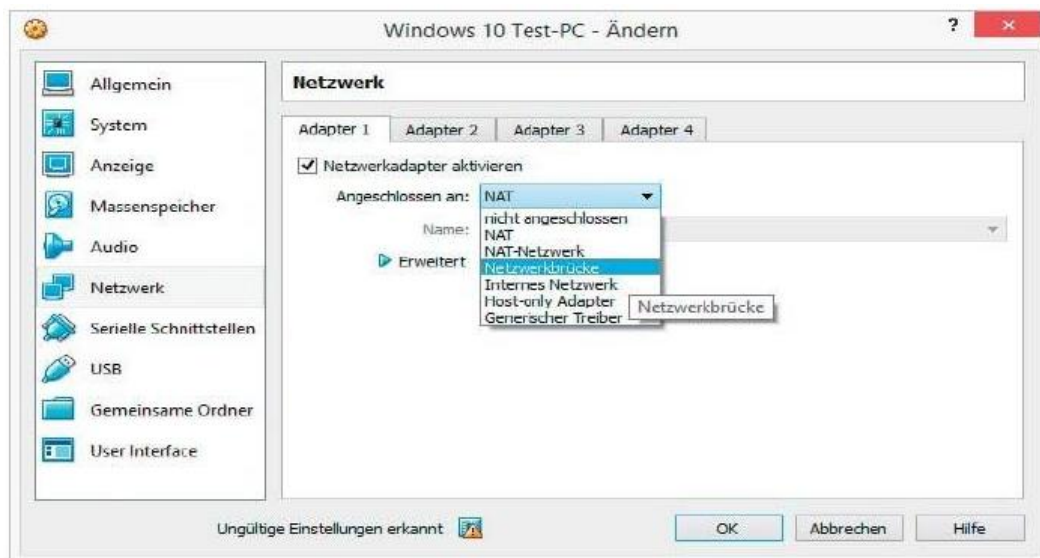 Windows 10 Test-PC - Ändern
?
Allgemein
System
Anzeige
Massenspeicher
Audio
Netzwerk
Serielle Schnittstellen
USB
Gemeinsame Ordner
User Interface
Netzwerk
Adapter 1
Adapter 2
Adapter 3
Adapter 4
Netzwerkadapter aktivieren
Angeschlossen an:
NAT
nicht angeschlossen
NAT
NAT-Netzwerk
Netzwerkbrücke
Internes Netzwerk
Host-only Adapter
Generischer Treiber
Netzwerkbrücke
Name:
Erweitert
Ungültige Einstellungen erkannt
OK
Abbrechen
Hilfe